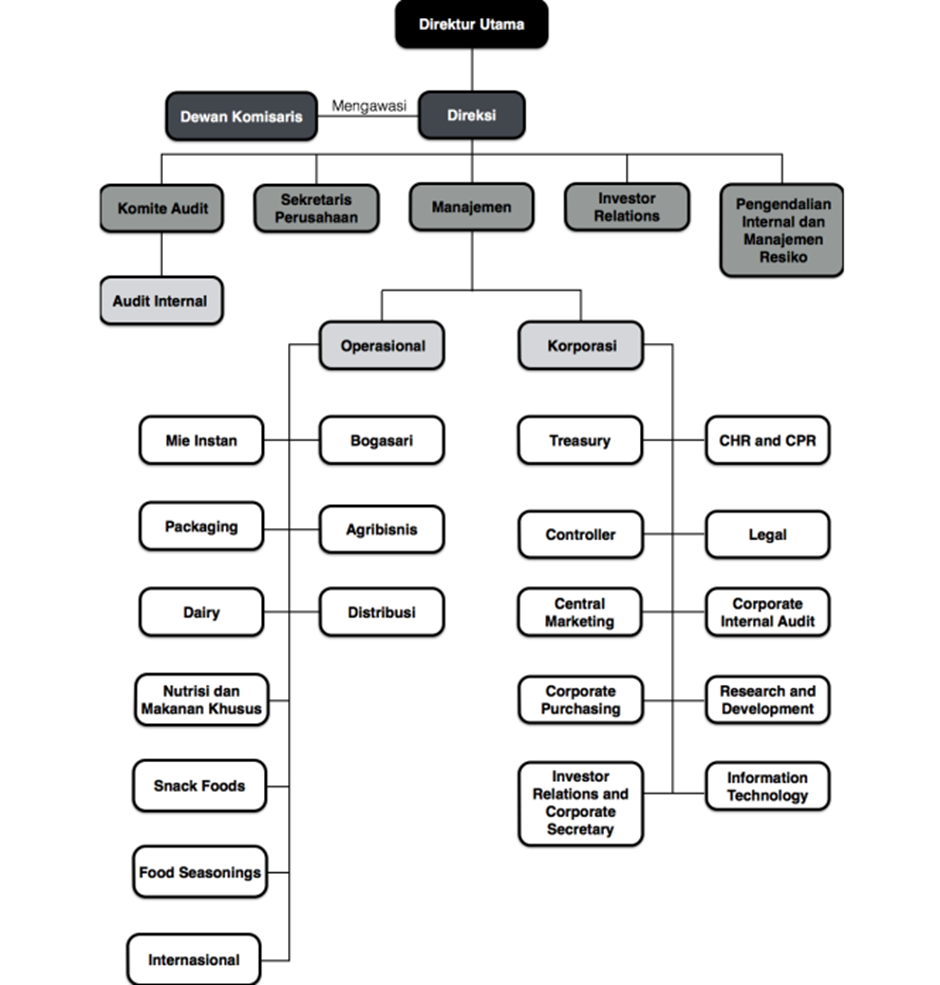 Direktur Utama
Dewan Komisaris
Mengawasi
Direksi
Komite Audit
Sekretaris
Perusahaan
Manajemen
Investor
Relations
Pengendalian
Internal dan
Manajemen
Resiko
Audit Internal
Operasional
Korporasi
Mie Instan
Bogasari
Treasury
CHR and CPR
Packaging
Agribisnis
Controller
Legal
Dairy
Distribusi
Central
Marketing
Corporate
Internal Audit
Nutrisi dan
Makanan Khusus
Corporate
Purchasing
Research and
Development
Snack Foods
Investor
Relations and
Corporate
Secretary
Information
Technology
Food Seasonings
Internasional